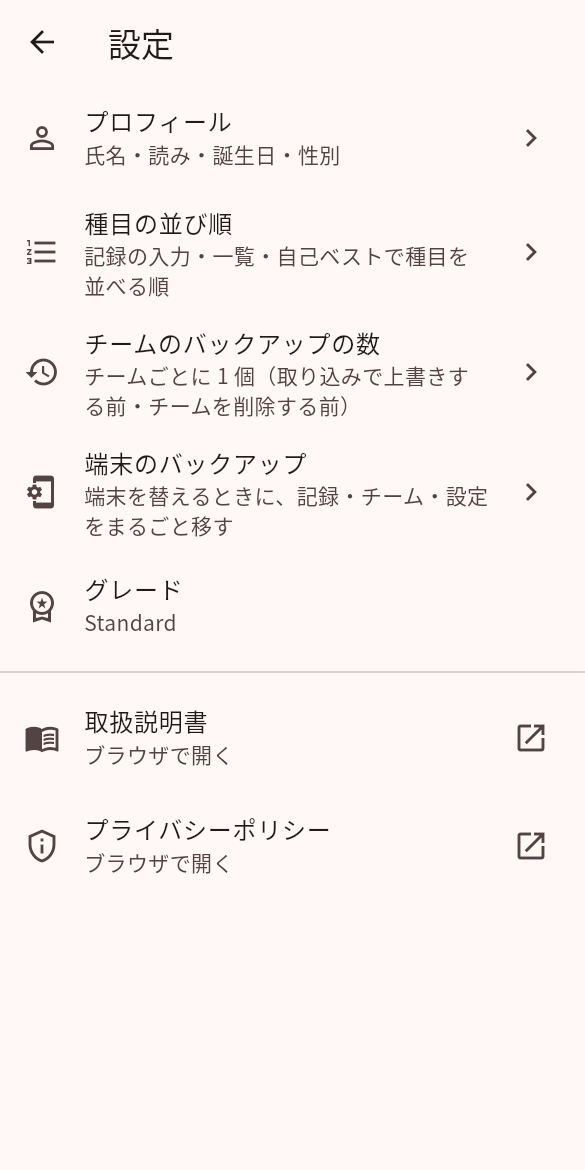 設定
プロフィール
氏名・読み・誕生日・性別
種目の並び順
記録の入力・一覧・自己ベストで種目を
並べる順
チームのバックアップの数
チームごとに 1 個（取り込みで上書きす
る前・チームを削除する前）
端末のバックアップ
端末を替えるときに、記録・チーム・設定
をまるごと移す
グレード
Standard
取扱説明書
ブラウザで開く
プライバシーポリシー
ブラウザで開く